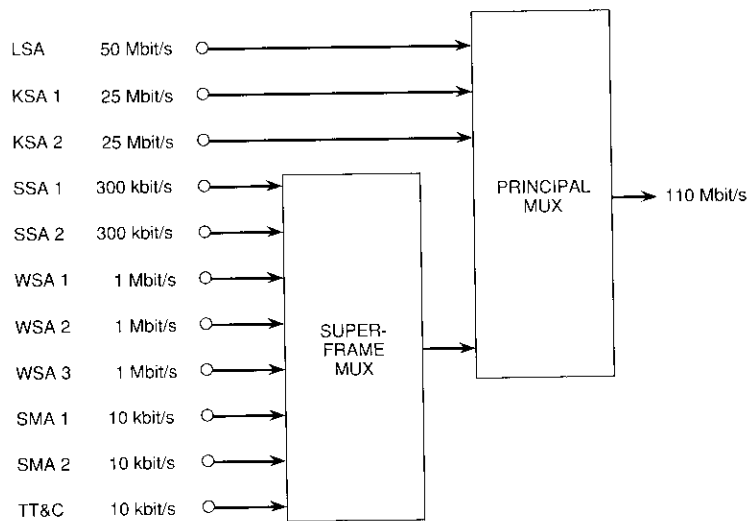 LSA 50 Mbit/s
KSA 1 25 Mbit/s
KSA 2 25 Mbit/s
SSA 1 300 kbit/s
SSA 2 300 kbit/s
WSA 1 1 Mbit/s
WSA 2 1 Mbit/s
WSA 3 1 Mbit/s
SMA 1 10 kbit/s
SMA 2 10 kbit/s
TT&C 10 kbit/s
SUPER-
FRAME
MUX
PRINCIPAL
MUX
110 Mbit/s